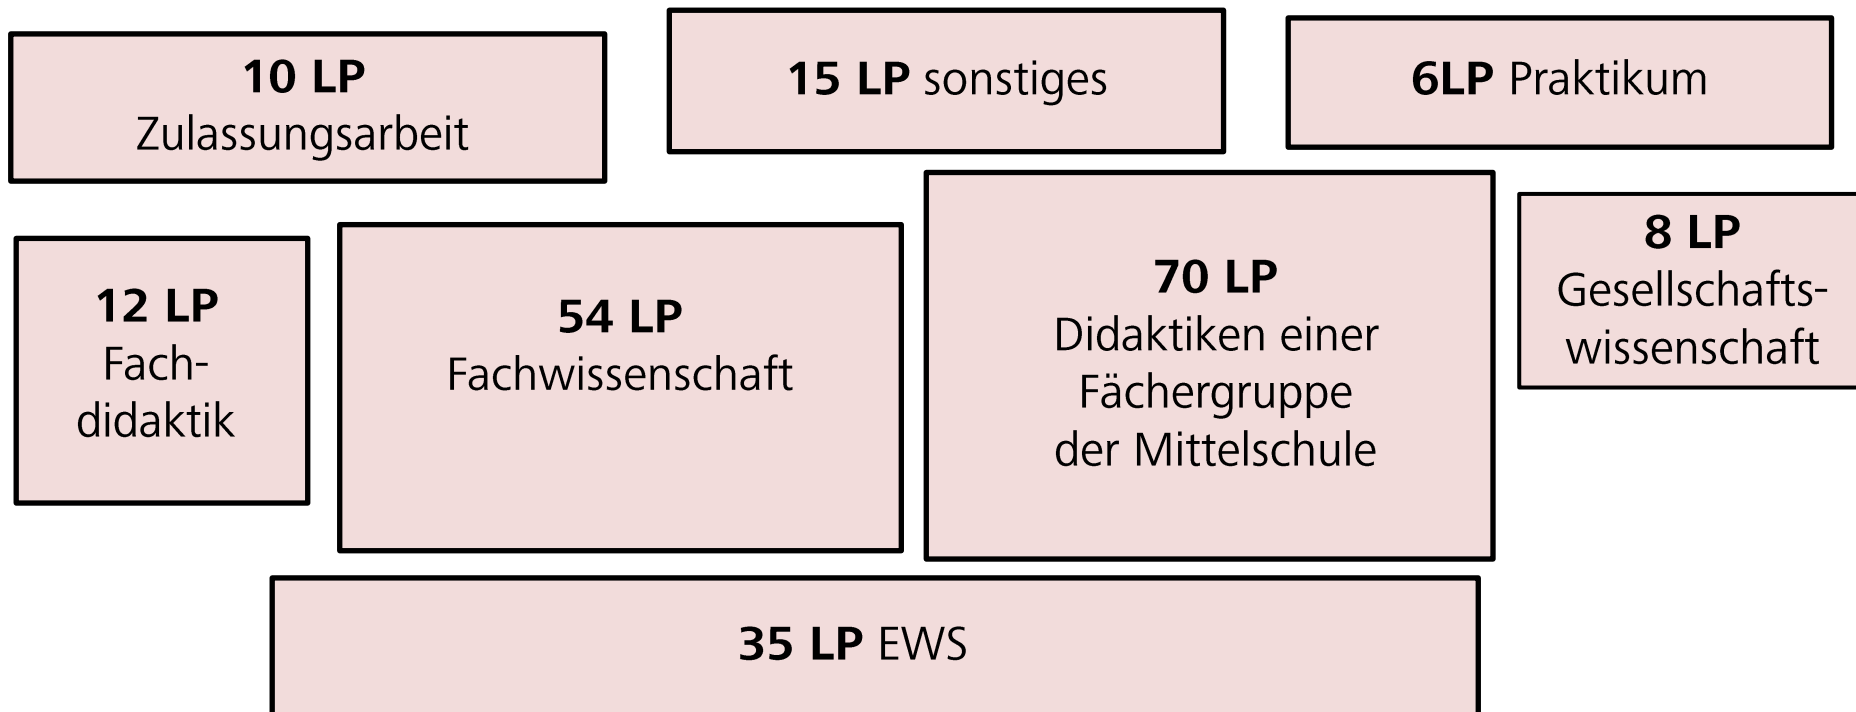 10 LP
Zulassungsarbeit
15 LP sonstiges
6LP Praktikum
12 LP
Fach-
didaktik
54 LP
Fachwissenschaft
70 LP
Didaktiken einer
Fächergruppe
der Mittelschule
8 LP
Gesellschafts-
wissenschaft
35 LP EWS